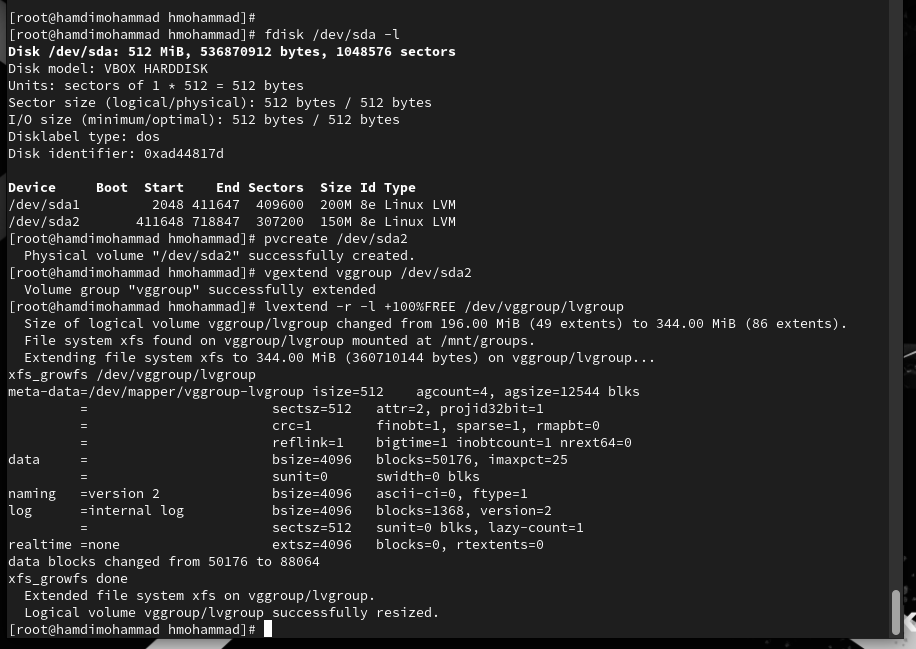 [root@hamdimohammad hmohammad]#
[root@hamdimohammad hmohammad]# fdisk /dev/sda -l
Disk /dev/sda: 512 MiB, 536870912 bytes, 1048576 sectors
Disk model: VBOX HARDDISK
Units: sectors of 1 * 512 = 512 bytes
Sector size (logical/physical): 512 bytes / 512 bytes
I/O size (minimum/optimal): 512 bytes / 512 bytes
Disklabel type: dos
Disk identifier: 0xad44817d
Device     Boot  Start    End Sectors  Size Id Type
/dev/sda1         2048 411647  409600  200M 8e Linux LVM
/dev/sda2       411648 718847  307200  150M 8e Linux LVM
[root@hamdimohammad hmohammad]# pvcreate /dev/sda2
  Physical volume "/dev/sda2" successfully created.
[root@hamdimohammad hmohammad]# vgextend vggroup /dev/sda2
  Volume group "vggroup" successfully extended
[root@hamdimohammad hmohammad]# lvextend -r -l +100%FREE /dev/vggroup/lvgroup
  Size of logical volume vggroup/lvgroup changed from 196.00 MiB (49 extents) to 344.00 MiB (86 extents).
  File system xfs found on vggroup/lvgroup mounted at /mnt/groups.
  Extending file system xfs to 344.00 MiB (360710144 bytes) on vggroup/lvgroup...
xfs_growfs /dev/vggroup/lvgroup
meta-data=/dev/mapper/vggroup-lvgroup isize=512    agcount=4, agsize=12544 blks
         =                       sectsz=512   attr=2, projid32bit=1
         =                       crc=1        finobt=1, sparse=1, rmapbt=0
         =                       reflink=1    bigtime=1 inobtcount=1 nrext64=0
data     =                       bsize=4096   blocks=50176, imaxpct=25
         =                       sunit=0      swidth=0 blks
naming   =version 2              bsize=4096   ascii-ci=0, ftype=1
log      =internal log           bsize=4096   blocks=1368, version=2
         =                       sectsz=512   sunit=0 blks, lazy-count=1
realtime =none                   extsz=4096   blocks=0, rtextents=0
data blocks changed from 50176 to 88064
xfs_growfs done
  Extended file system xfs on vggroup/lvgroup.
  Logical volume vggroup/lvgroup successfully resized.
[root@hamdimohammad hmohammad]#